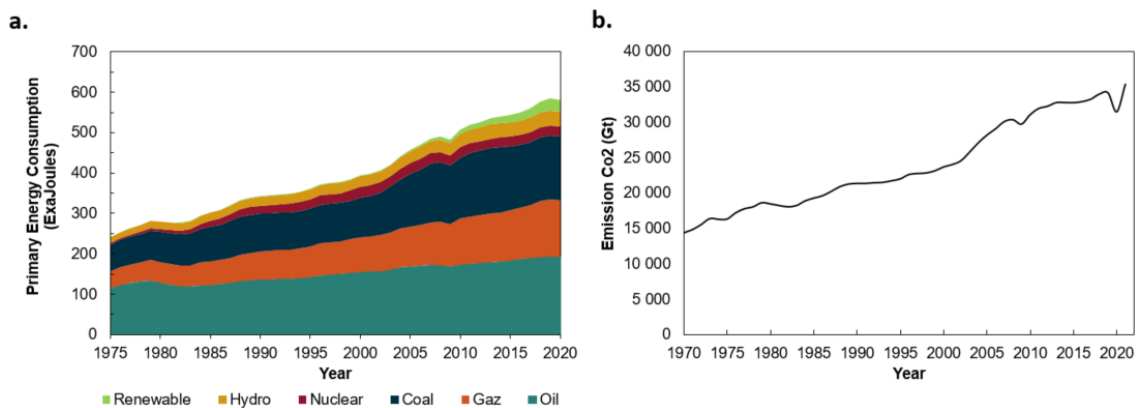 a.
700
600
500
400
300
200
100
0
Primary Energy Consumption
(ExaJoules)
1975 1980 1985 1990 1995 2000 2005 2010 2015 2020
Year
Renewable Hydro Nuclear Coal Gaz Oil
b.
40 000
35 000
30 000
25 000
20 000
15 000
10 000
5 000
0
Emission Co2 (Gt)
1970 1975 1980 1985 1990 1995 2000 2005 2010 2015 2020
Year